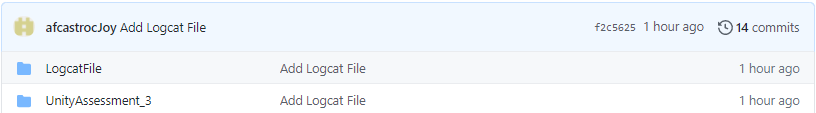 afcastrocJoy Add Logcat File f2c5625 1 hour ago 14 commits
LogcatFile Add Logcat File 1 hour ago
UnityAssessment_3 Add Logcat File 1 hour ago